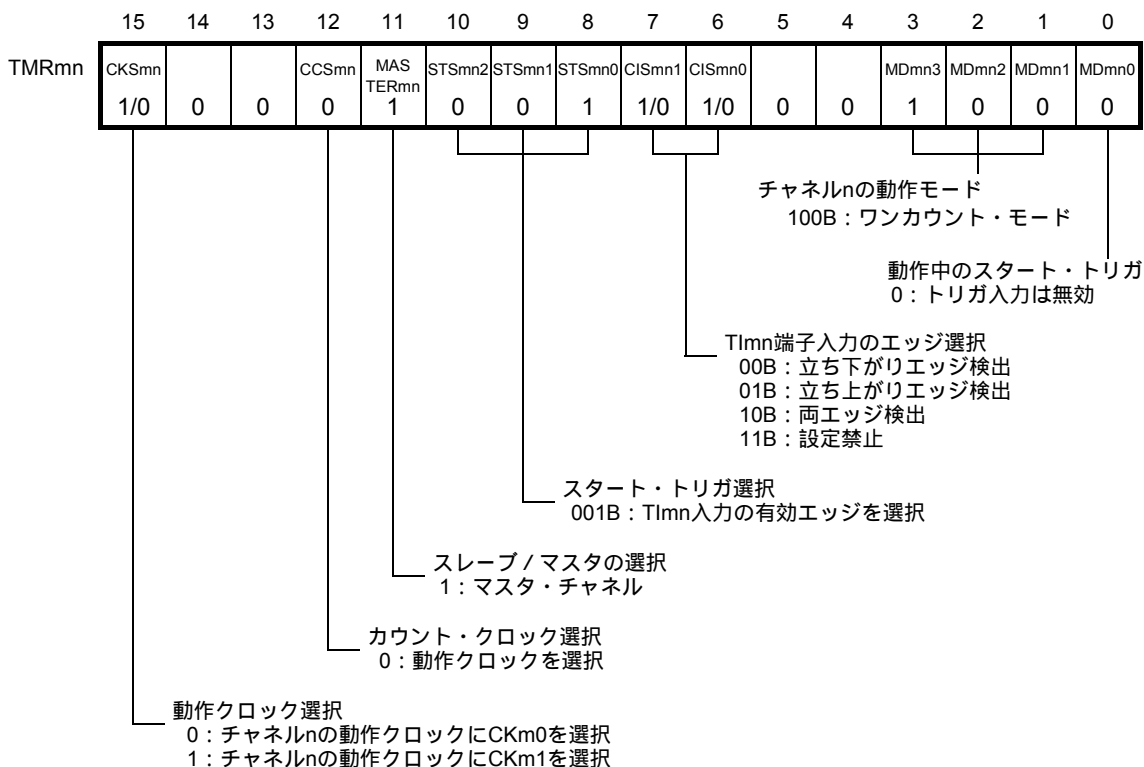 15 14 13 12 11 10 9 8 7 6 5 4 3 2 1 0
TMRmn CKSmn CCSmn MAS STSmn2 STSmn1 STSmn0 CISmn1 CISmn0 MDmn3 MDmn2 MDmn1 MDmn0
TERmn
1/0 0 0 0 1 0 0 1 1/0 1/0 0 0 1 0 0 0
チャネルnの動作モード
100B：ワンカウント・モード
動作中のスタート・トリガ
0：トリガ入力は無効
TImn端子入力のエッジ選択
00B：立ち下がりエッジ検出
01B：立ち上がりエッジ検出
10B：両エッジ検出
11B：設定禁止
スタート・トリガ選択
001B：TImn入力の有効エッジを選択
スレーブ／マスタの選択
1：マスタ・チャネル
カウント・クロック選択
0：動作クロックを選択
動作クロック選択
0：チャネルnの動作クロックにCKm0を選択
1：チャネルnの動作クロックにCKm1を選択